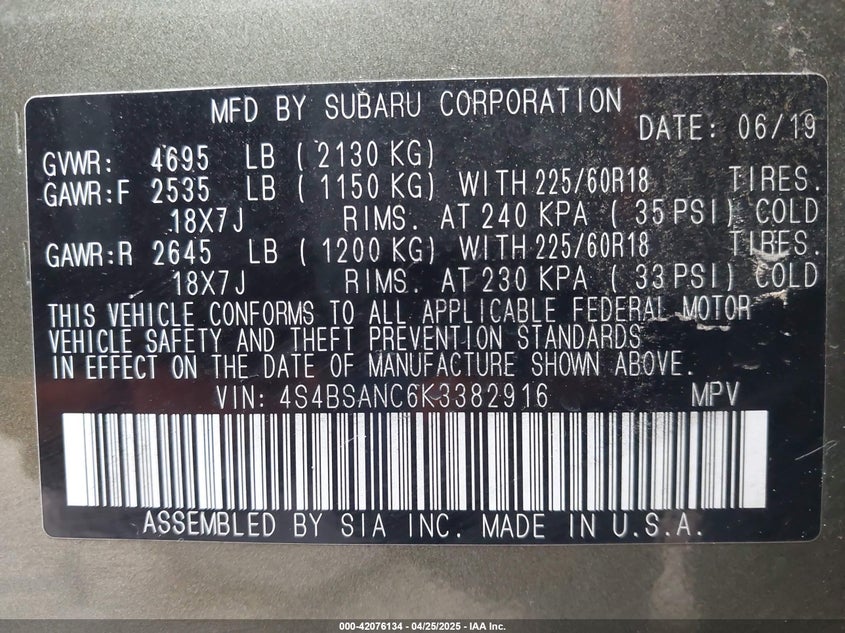 MFD BY SUBARU CORPORATION
DATE: 06/19
GVWR: 4695 LB ( 2130 KG)
GAWR:F 2535 LB ( 1150 KG) WITH 225/60R18 TIRES.
18X7J RIMS. AT 240 KPA ( 35 PSI) COLD
GAWR:R 2645 LB ( 1200 KG) WITH 225/60R18 TIRES.
18X7J RIMS. AT 230 KPA ( 33 PSI) COLD
THIS VEHICLE CONFORMS TO ALL APPLICABLE FEDERAL MOTOR
VEHICLE SAFETY AND THEFT PREVENTION STANDARDS
IN EFFECT ON THE DATE OF MANUFACTURE SHOWN ABOVE.
VIN: 4S4BSANC6K3382916 MPV
ASSEMBLED BY SIA INC. MADE IN U.S.A.
000-42076134 - 04/25/2025 - IAA Inc.